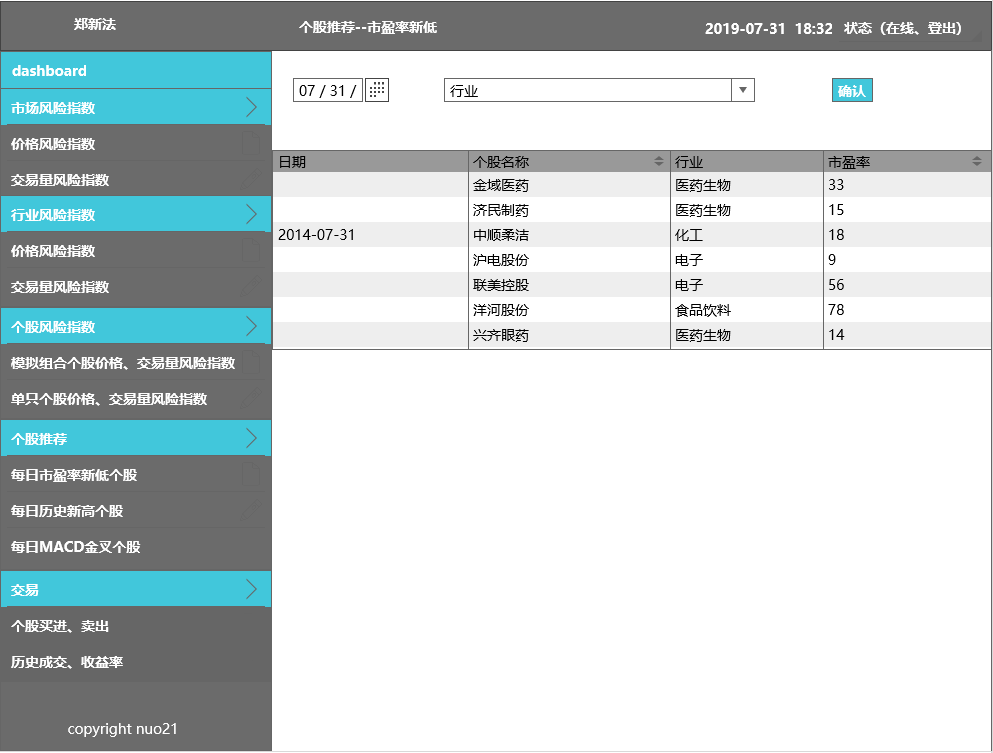 郑新法
个股推荐--市盈率新低
2019-07-31 18:32 状态（在线、登出）
dashboard
市场风险指数
价格风险指数
交易量风险指数
行业风险指数
价格风险指数
交易量风险指数
个股风险指数
模拟组合个股价格、交易量风险指数
单只个股价格、交易量风险指数
个股推荐
每日市盈率新低个股
每日历史新高个股
每日MACD金叉个股
交易
个股买进、卖出
历史成交、收益率
copyright nuo21
07 / 31 /
行业
确认
日期 个股名称 行业 市盈率
金域医药 医药生物 33
济民制药 医药生物 15
2014-07-31 中顺柔洁 化工 18
沪电股份 电子 9
联美控股 电子 56
洋河股份 食品饮料 78
兴齐眼药 医药生物 14